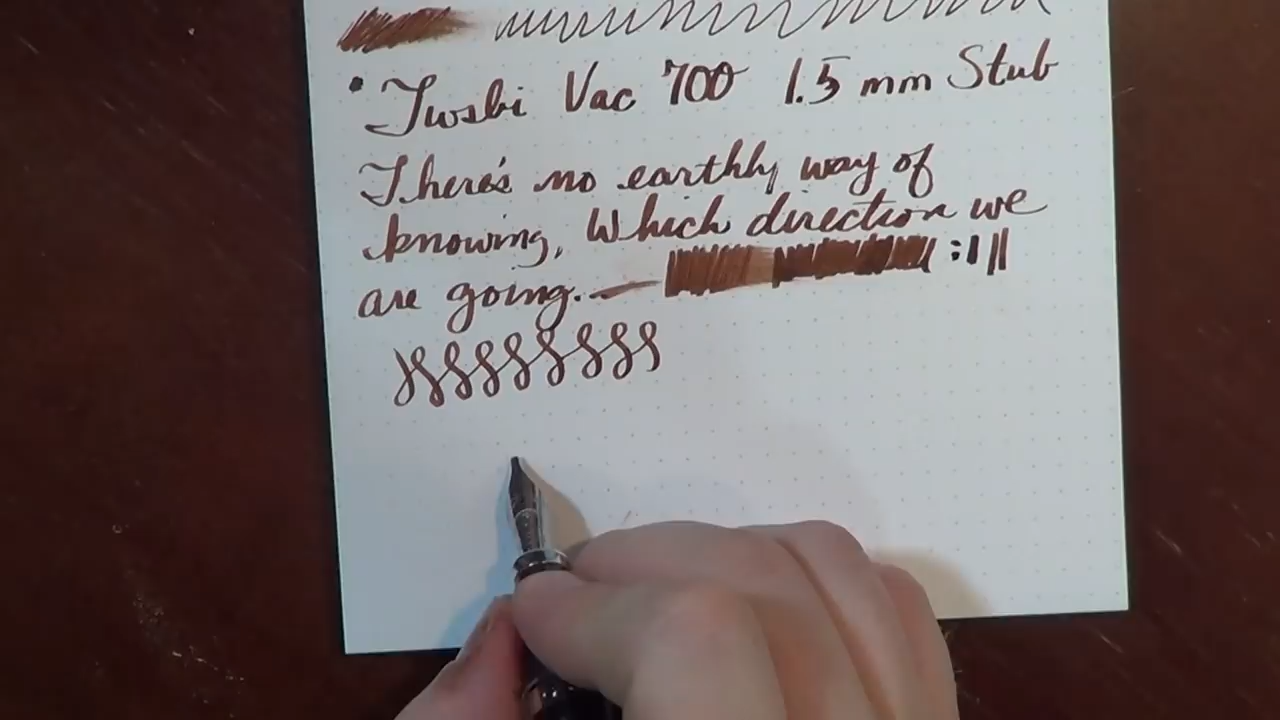 • Twsbi Vac 700 1.5 mm Stub
There's no earthly way of
knowing, Which direction we
are going..